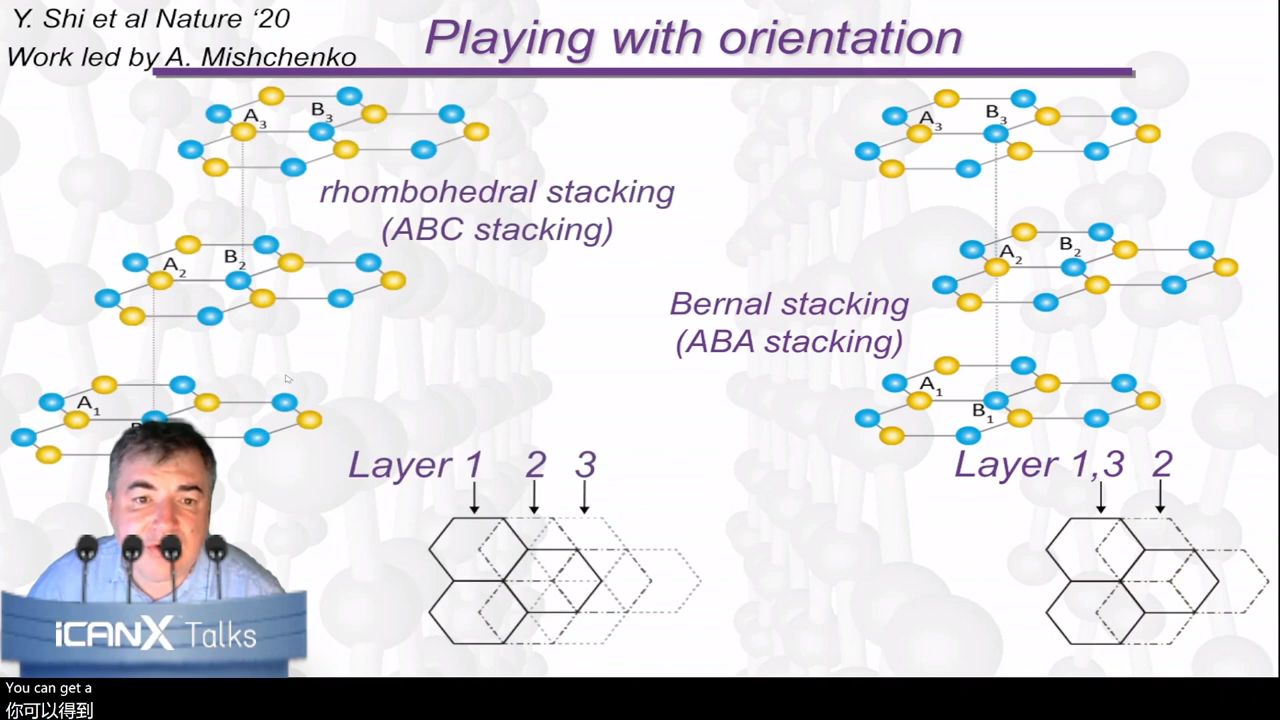 Y. Shi et al Nature ‘20
Work led by A. Mishchenko
Playing with orientation
A3 B3
A2 B2
A1
rhombohedral stacking
(ABC stacking)
Layer 1 2 3
A3 B3
A2 B2
A1 B1
Bernal stacking
(ABA stacking)
Layer 1,3 2
iCANX Talks
You can get a
你可以得到